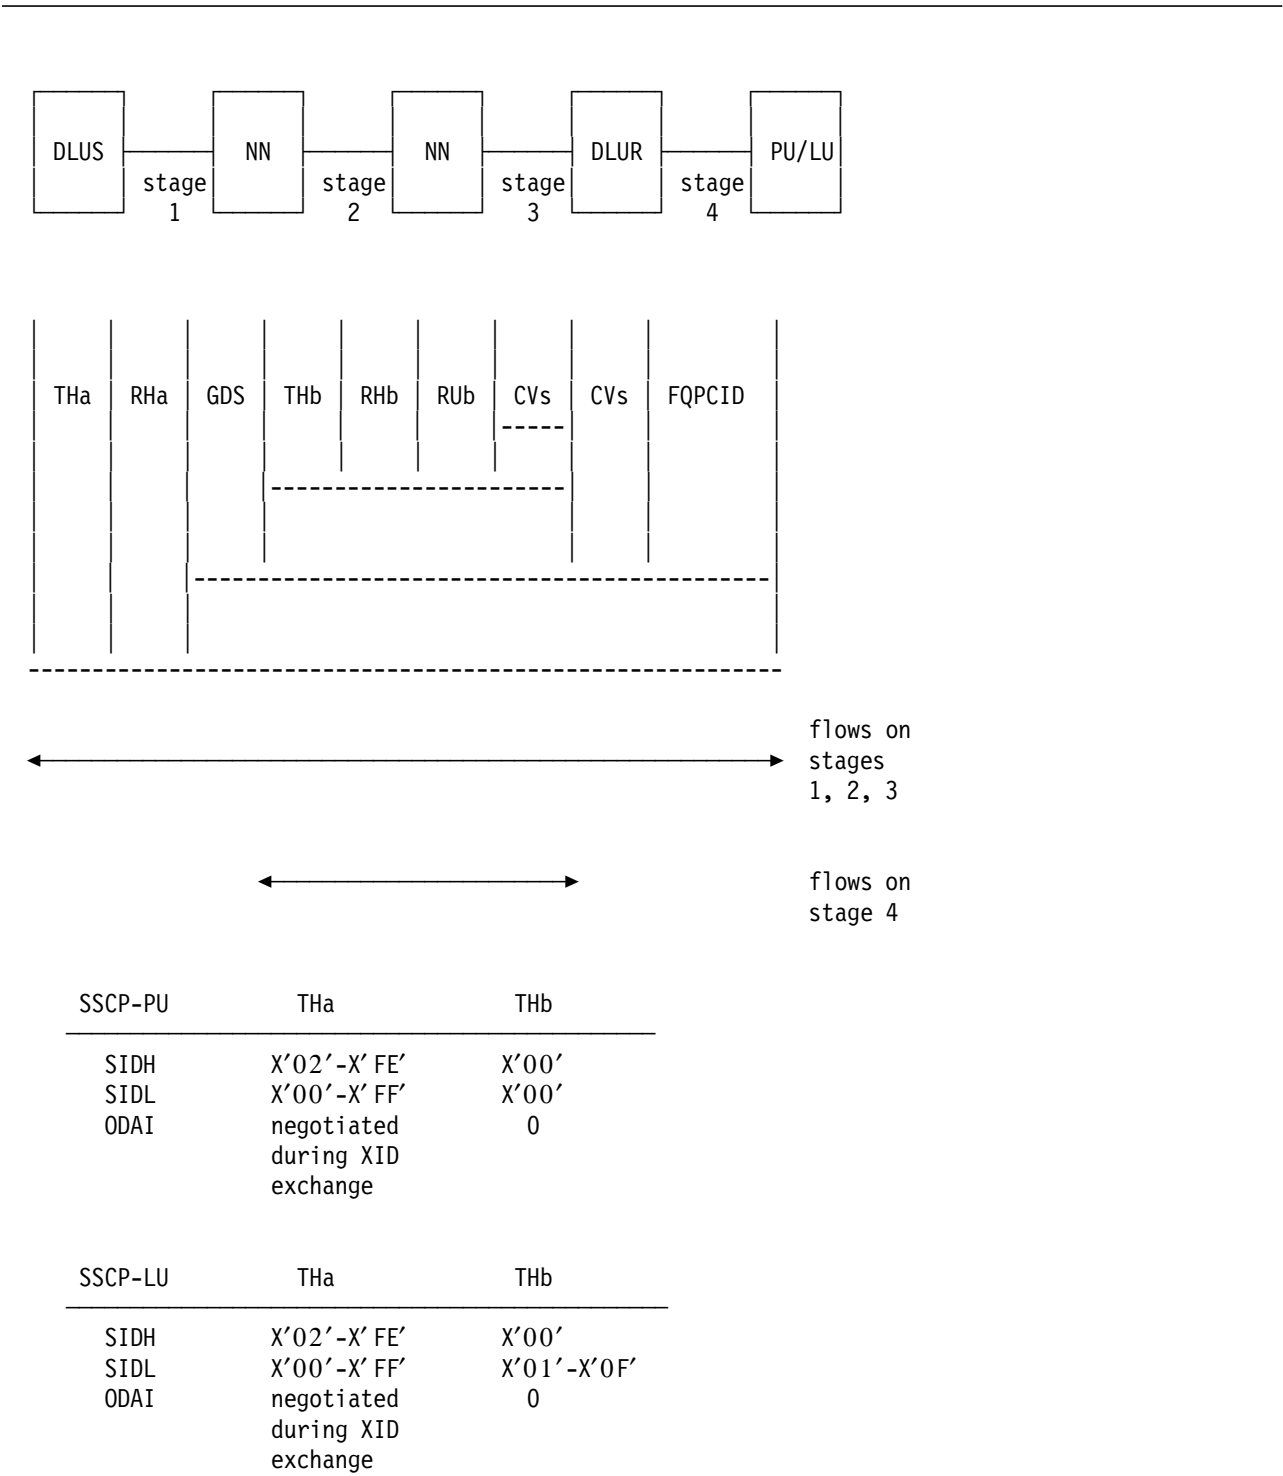 DLUS NN NN DLUR PU/LU
stage stage stage stage
1 2 3 4
THa RHa GDS THb RHb RUb CVs CVs FQPCID
flows on
stages
1, 2, 3
flows on
stage 4
SSCP-PU THa THb
SIDH X'02'-X'FE' X'00'
SIDL X'00'-X'FF' X'00'
ODAI negotiated 0
during XID
exchange
SSCP-LU THa THb
SIDH X'02'-X'FE' X'00'
SIDL X'00'-X'FF' X'01'-X'0F'
ODAI negotiated 0
during XID
exchange